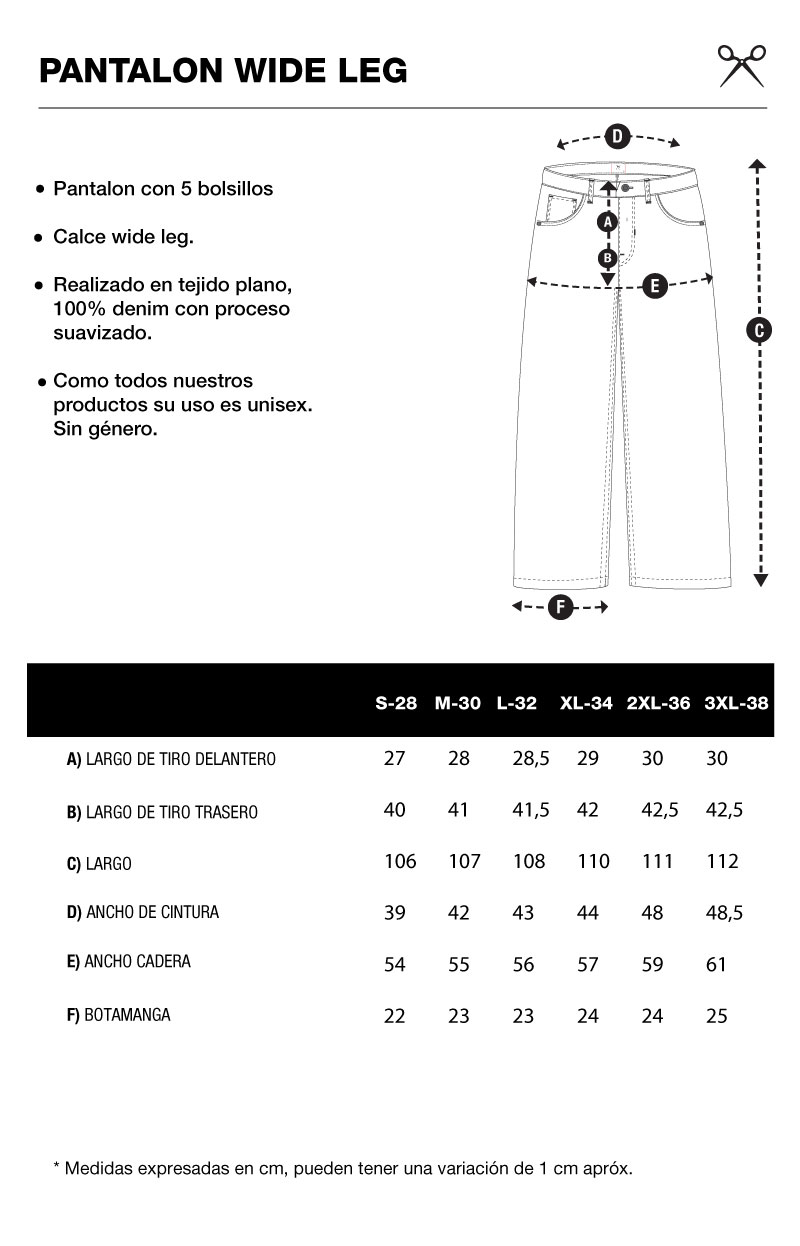 PANTALON WIDE LEG
• Pantalon con 5 bolsillos
• Calce wide leg.
• Realizado en tejido plano,
100% denim con proceso
suavizado.
• Como todos nuestros
productos su uso es unisex.
Sin género.
D
A
B
E
C
F
S-28 M-30 L-32 XL-34 2XL-36 3XL-38
A) LARGO DE TIRO DELANTERO 27 28 28,5 29 30 30
B) LARGO DE TIRO TRASERO 40 41 41,5 42 42,5 42,5
C) LARGO 106 107 108 110 111 112
D) ANCHO DE CINTURA 39 42 43 44 48 48,5
E) ANCHO CADERA 54 55 56 57 59 61
F) BOTAMANGA 22 23 23 24 24 25
* Medidas expresadas en cm, pueden tener una variación de 1 cm apróx.